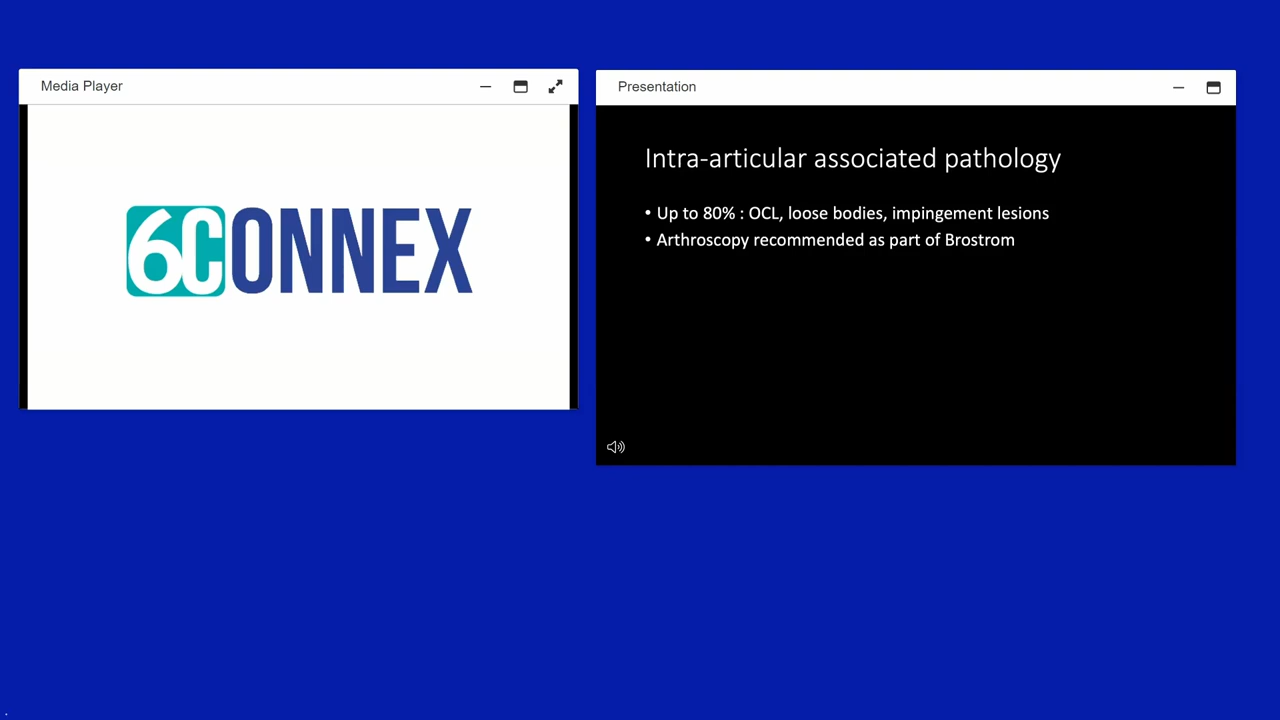 Media Player
6CONNEX
Presentation
Intra-articular associated pathology
• Up to 80% : OCL, loose bodies, impingement lesions
• Arthroscopy recommended as part of Brostrom